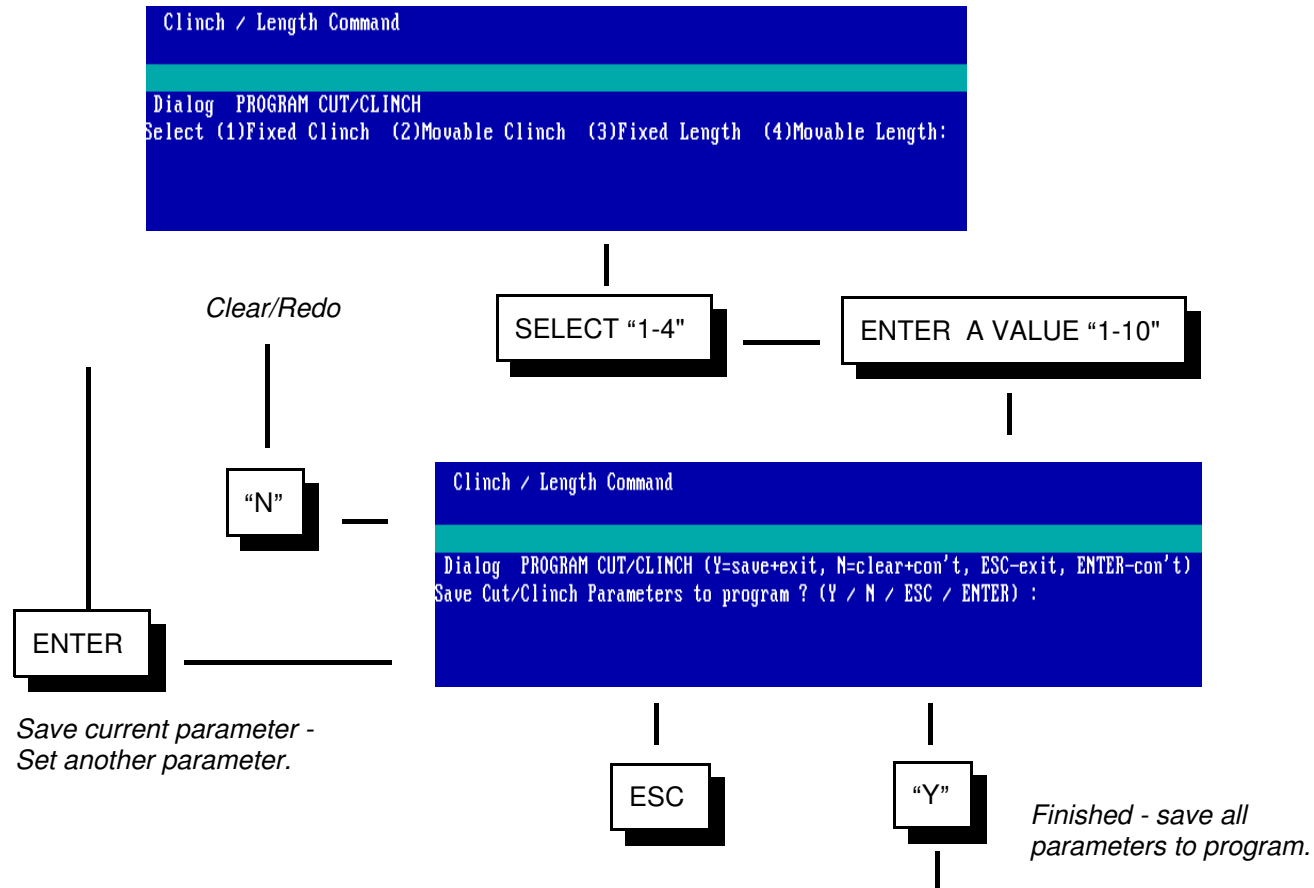 Clinch / Length Command
Dialog PROGRAM CUT/CLINCH
Select (1)Fixed Clinch (2)Movable Clinch (3)Fixed Length (4)Movable Length:
Clear/Redo
SELECT “1-4"
ENTER A VALUE “1-10"
“N”
Clinch / Length Command
Dialog PROGRAM CUT/CLINCH (Y=save+exit, N=clear+con't, ESC-exit, ENTER-con't)
Save Cut/Clinch Parameters to program ? (Y / N / ESC / ENTER) :
ENTER
Save current parameter -
Set another parameter.
ESC
“Y”
Finished - save all
parameters to program.